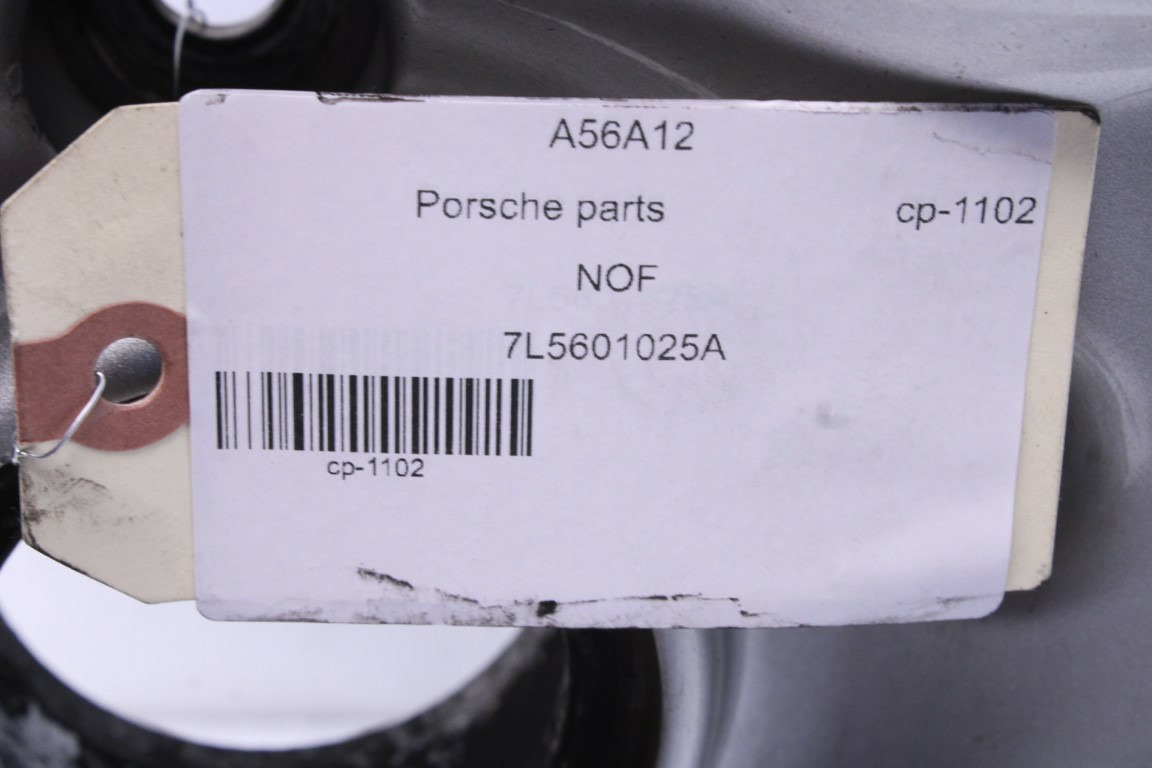 A56A12
Porsche parts cp-1102
NOF
7L5601025A
cp-1102